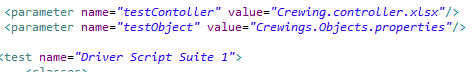 <parameter name="testContoller" value="Crewing.controller.xlsx"/>
<parameter name="testObject" value="Crewings.Objects.properties"/>
<test name="Driver Script Suite 1">
<classes>